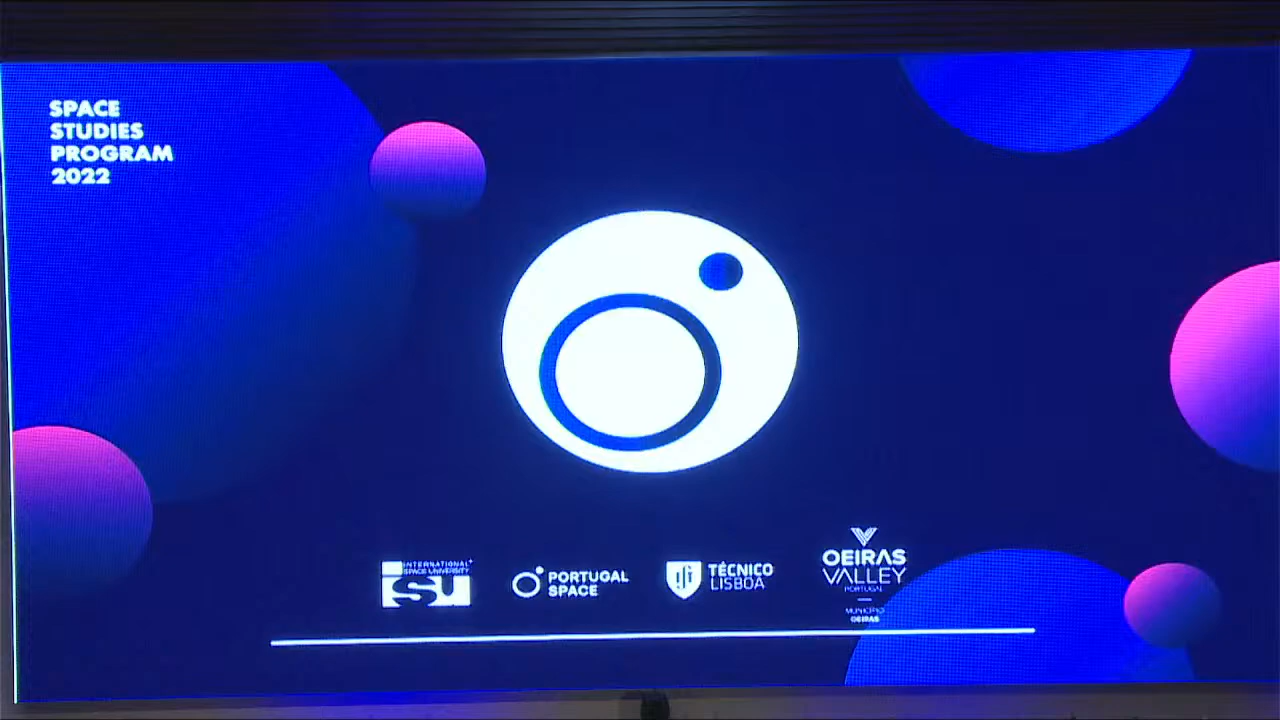 SPACE
STUDIES
PROGRAM
2022
INTERNATIONAL
SPACE UNIVERSITY
ISU
PORTUGAL
SPACE
TÉCNICO
LISBOA
OEIRAS
VALLEY
PORTUGAL
MUNICÍPIO
OEIRAS